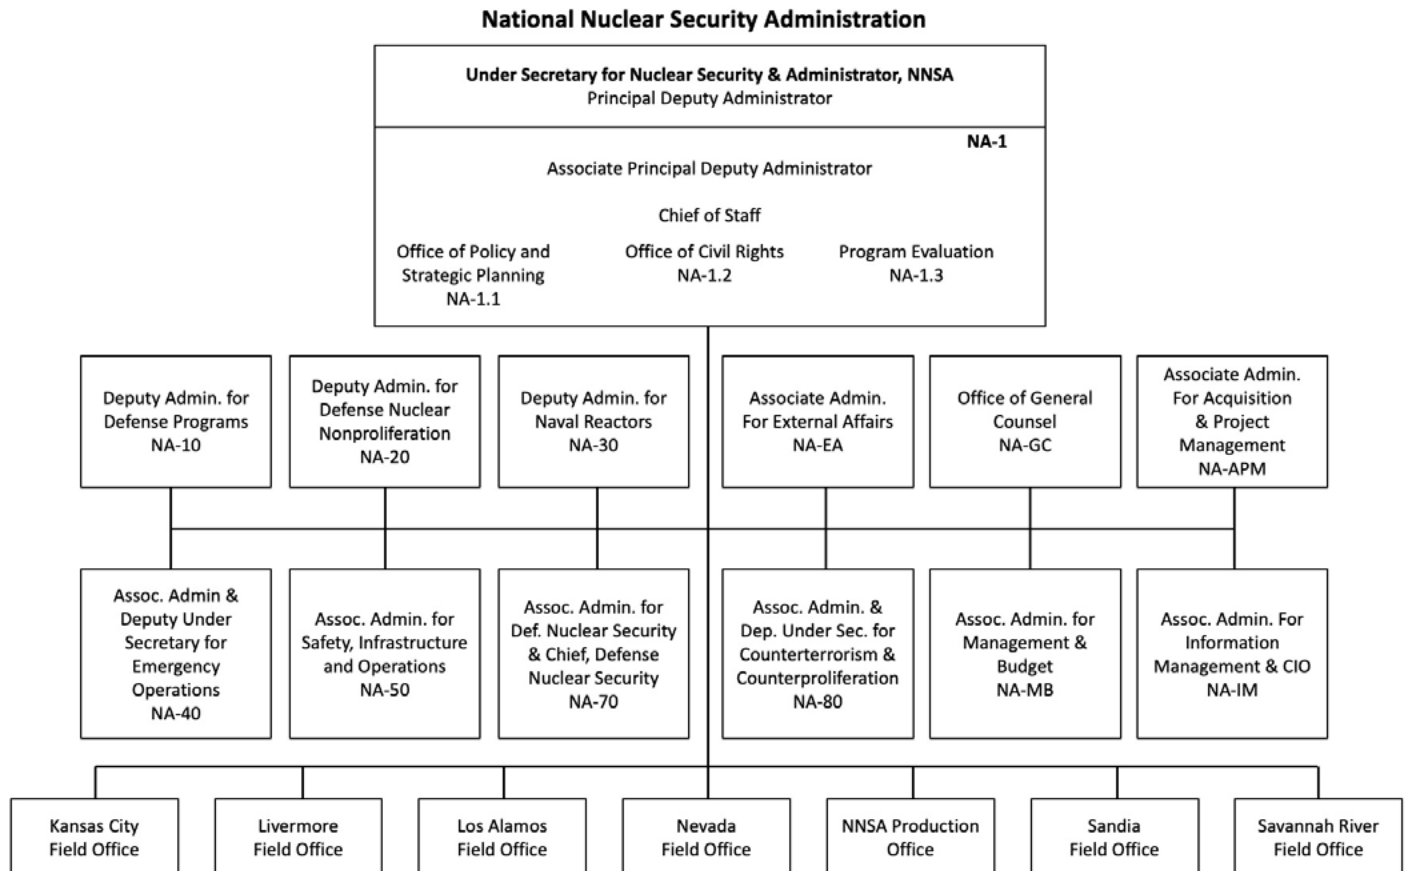 National Nuclear Security Administration
Under Secretary for Nuclear Security & Administrator, NNSA
Principal Deputy Administrator
NA-1
Associate Principal Deputy Administrator
Chief of Staff
Office of Policy and
Strategic Planning
NA-1.1
Office of Civil Rights
NA-1.2
Program Evaluation
NA-1.3
Deputy Admin. for
Defense Programs
NA-10
Deputy Admin. for
Defense Nuclear
Nonproliferation
NA-20
Deputy Admin. for
Naval Reactors
NA-30
Associate Admin.
For External Affairs
NA-EA
Office of General
Counsel
NA-GC
Associate Admin.
For Acquisition
& Project
Management
NA-APM
Assoc. Admin &
Deputy Under
Secretary for
Emergency
Operations
NA-40
Assoc. Admin. for
Safety, Infrastructure
and Operations
NA-50
Assoc. Admin. for
Def. Nuclear Security
& Chief, Defense
Nuclear Security
NA-70
Assoc. Admin. &
Dep. Under Sec. for
Counterterrorism &
Counterproliferation
NA-80
Assoc. Admin. for
Management &
Budget
NA-MB
Assoc. Admin. For
Information
Management & CIO
NA-IM
Kansas City
Field Office
Livermore
Field Office
Los Alamos
Field Office
Nevada
Field Office
NNSA Production
Office
Sandia
Field Office
Savannah River
Field Office